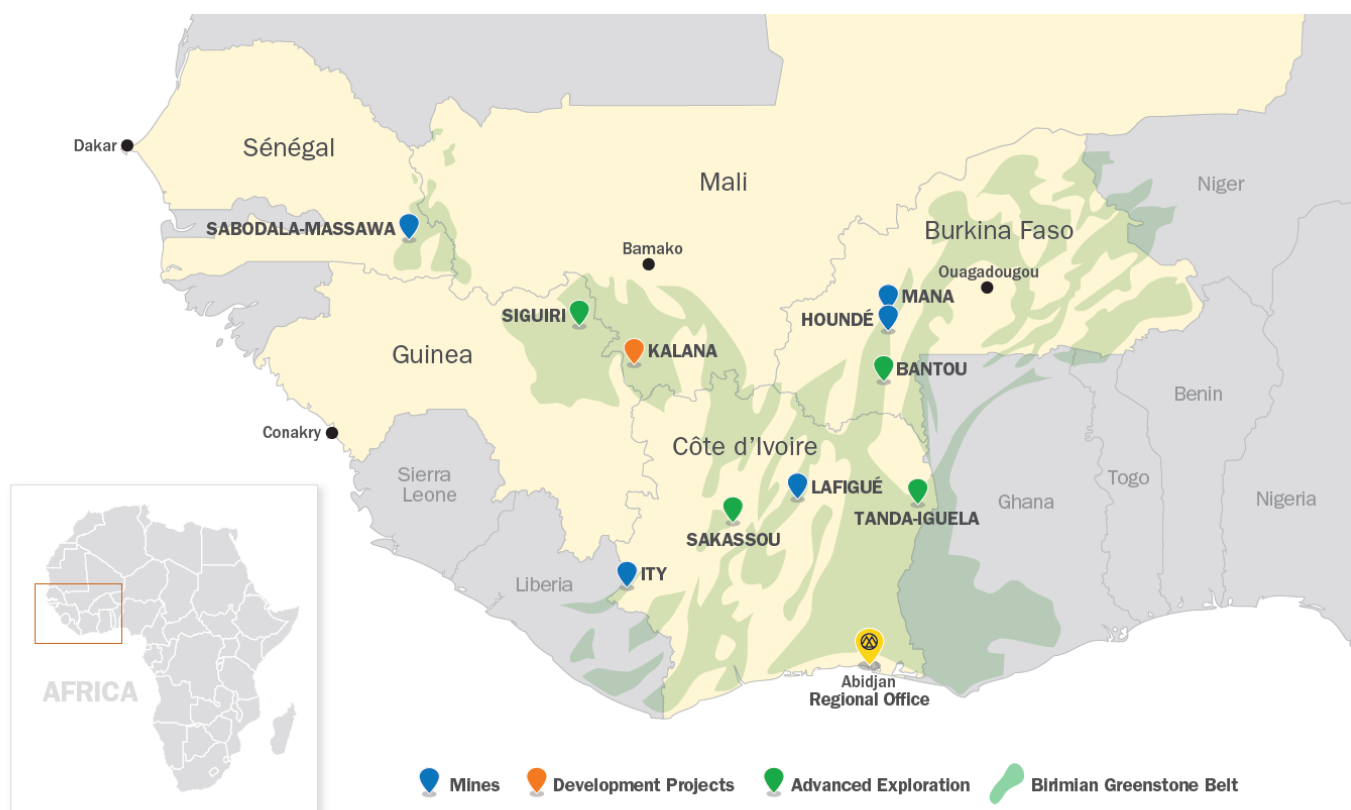 Dakar
Sénégal
Mali
Niger
SABODALA-MASSAWA
Burkina Faso
Bamako
Ouagadougou
MANA
SIGUIRI
HOUNDÉ
Guinea
KALANA
BANTOU
Benin
Conakry
Côte d’Ivoire
Sierra
Leone
LAFIGUÉ
Togo
Ghana
Nigeria
TANDA-IGUELA
SAKASSOU
ITY
Liberia
AFRICA
Abidjan
Regional Office
Mines
Development Projects
Advanced Exploration
Birimian Greenstone Belt